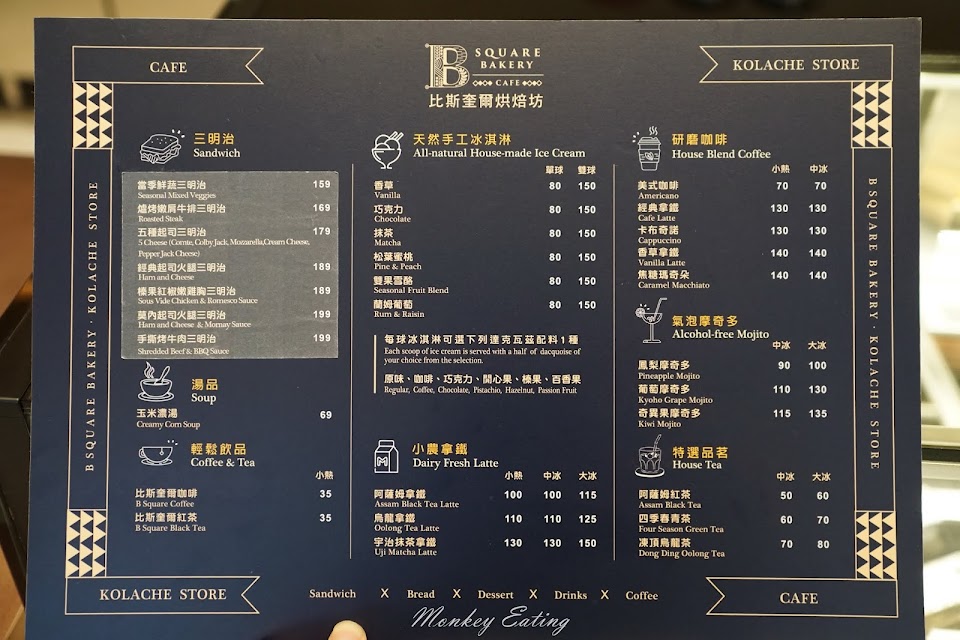 CAFE
B SQUARE
BAKERY
CAFE
比斯奎爾烘焙坊
KOLACHE STORE
B SQUARE BAKERY · KOLACHE STORE
三明治
Sandwich
當季鮮蔬三明治 159
Seasonal Mixed Veggies
爐烤嫩肩牛排三明治 169
Roasted Steak
五種起司三明治 179
5 Cheese (Comte, Colby Jack, Mozzarella,Cream Cheese,
Pepper Jack Cheese)
經典起司火腿三明治 189
Ham and Cheese
榛果紅椒嫩雞胸三明治 189
Sous Vide Chicken & Romesco Sauce
莫內起司火腿三明治 199
Ham and Cheese & Mornay Sauce
手撕烤牛肉三明治 199
Shredded Beef & BBQ Sauce
湯品
Soup
玉米濃湯 69
Creamy Corn Soup
輕鬆飲品
Coffee & Tea
小熱
比斯奎爾咖啡 35
B Square Coffee
比斯奎爾紅茶 35
B Square Black Tea
天然手工冰淇淋
All-natural House-made Ice Cream
單球 雙球
香草 80 150
Vanilla
巧克力 80 150
Chocolate
抹茶 80 150
Matcha
松葉蜜桃 80 150
Pine & Peach
雙果雪酪 80 150
Seasonal Fruit Blend
蘭姆葡萄 80 150
Rum & Raisin
每球冰淇淋可選下列達克瓦茲配料1種
Each scoop of ice cream is served with a half of dacquoise of
your choice from the selection.
原味、咖啡、巧克力、開心果、榛果、百香果
Regular, Coffee, Chocolate, Pistachio, Hazelnut, Passion Fruit
小農拿鐵
Dairy Fresh Latte
小熱 中冰 大冰
阿薩姆拿鐵 100 100 115
Assam Black Tea Latte
烏龍拿鐵 110 110 125
Oolong Tea Latte
宇治抹茶拿鐵 130 130 150
Uji Matcha Latte
研磨咖啡
House Blend Coffee
小熱 中冰
美式咖啡 70 70
Americano
經典拿鐵 130 130
Cafe Latte
卡布奇諾 130 130
Cappuccino
香草拿鐵 140 140
Vanilla Latte
焦糖瑪奇朵 140 140
Caramel Macchiato
氣泡摩奇多
Alcohol-free Mojito
中冰 大冰
鳳梨摩奇多 90 100
Pineapple Mojito
葡萄摩奇多 110 130
Kyoho Grape Mojito
奇異果摩奇多 115 135
Kiwi Mojito
特選品茗
House Tea
中冰 大冰
阿薩姆紅茶 50 60
Assam Black Tea
四季春青茶 60 70
Four Season Green Tea
凍頂烏龍茶 70 80
Dong Ding Oolong Tea
B SQUARE BAKERY · KOLACHE STORE
KOLACHE STORE
Sandwich X Bread X Dessert X Drinks X Coffee
CAFE
Monkey Eating